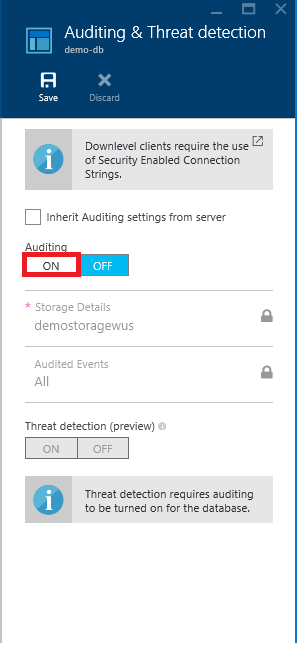 Auditing & Threat detection
demo-db
Save Discard
Downlevel clients require the use
of Security Enabled Connection
Strings.
Inherit Auditing settings from server
Auditing
ON OFF
* Storage Details
demostoragewus
Audited Events
All
Threat detection (preview)
ON OFF
Threat detection requires auditing
to be turned on for the database.